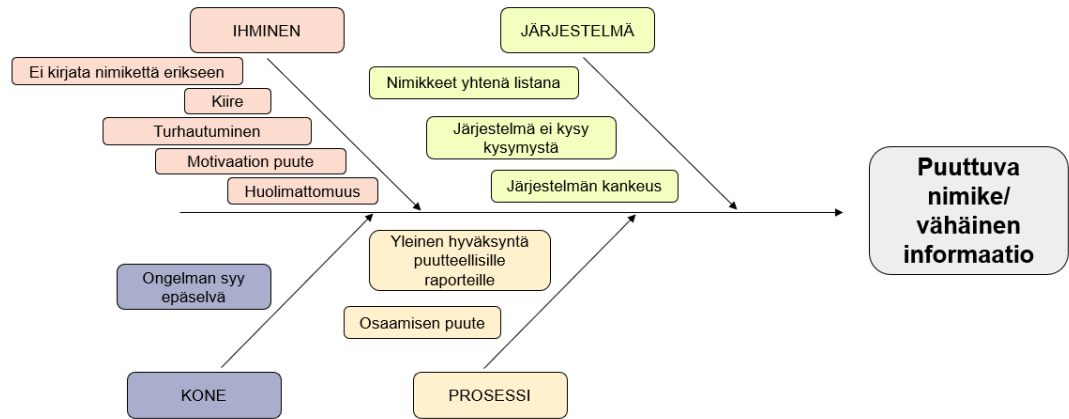 IHMINEN
JÄRJESTELMÄ
Ei kirjata nimikettä erikseen
Kiire
Turhautuminen
Motivaation puute
Huolimattomuus
Nimikkeet yhtenä listana
Järjestelmä ei kysy
kysymystä
Järjestelmän kankeus
Puuttuva
nimike/
vähäinen
informaatio
Yleinen hyväksyntä
puutteellisille
raporteille
Ongelman syy
epäselvä
Osaamisen puute
KONE
PROSESSI